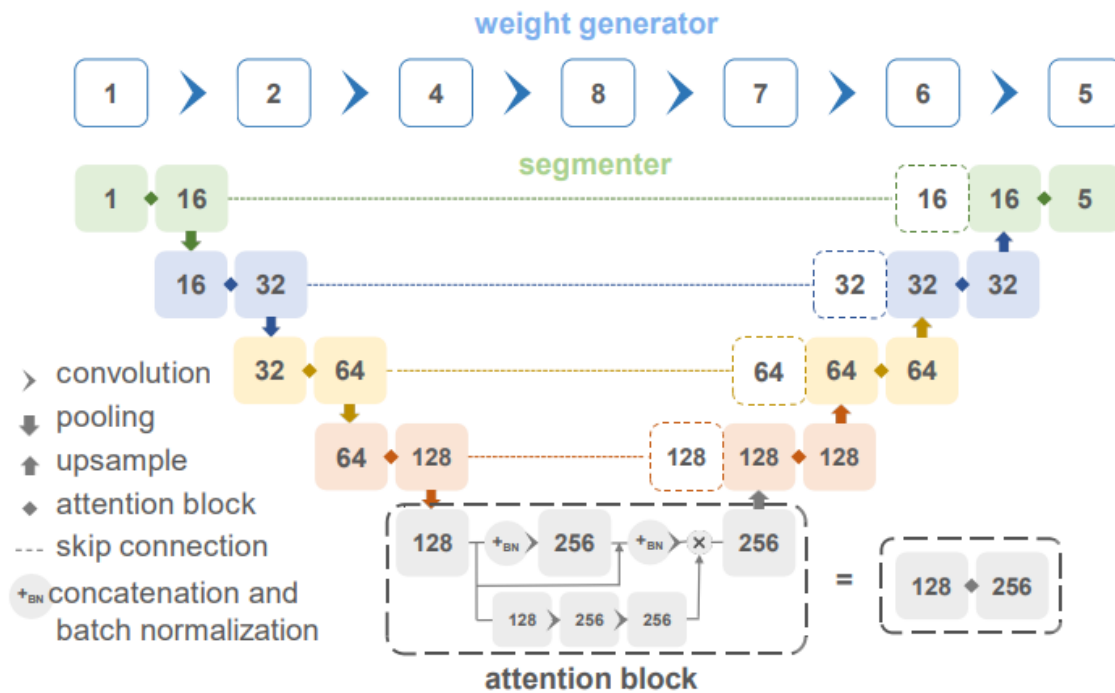 weight generator
1 2 4 8 7 6 5
segmenter
1 16 16 16 5
16 32 32 32 32
32 64 64 64 64
64 128 128 128 128
convolution
pooling
upsample
attention block
skip connection
+BN concatenation and
batch normalization
128 +BN 256 +BN × 256
128 256 256
attention block
=
128 256